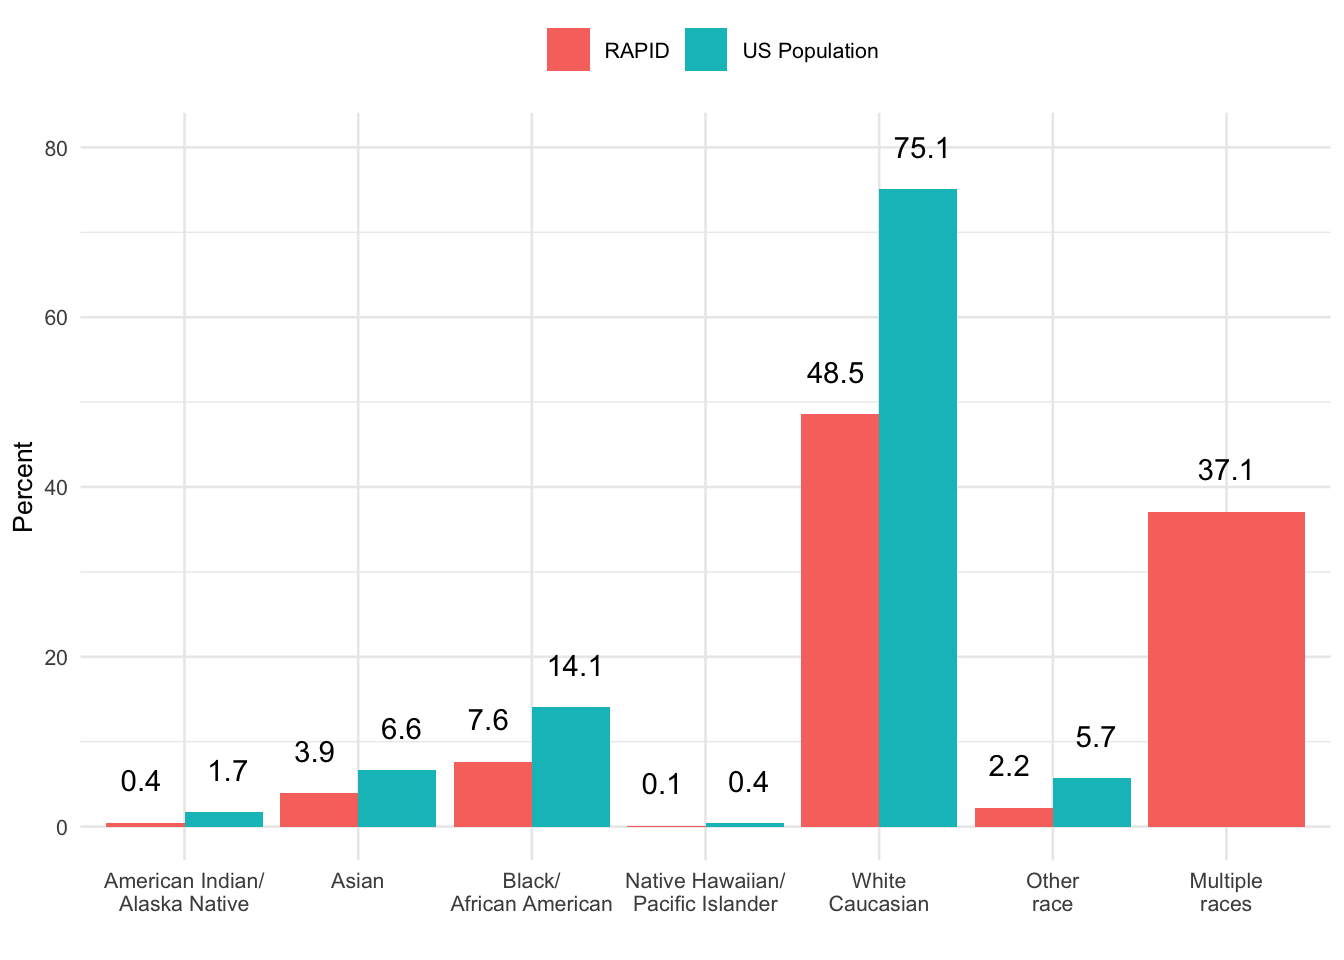 RAPID US Population
80
75.1
60
48.5
Percent
40
37.1
20
14.1
7.6
6.6
3.9
5.7
2.2
0.4
1.7
0.1
0.4
0
American Indian/
Alaska Native
Asian
Black/
African American
Native Hawaiian/
Pacific Islander
White
Caucasian
Other
race
Multiple
races